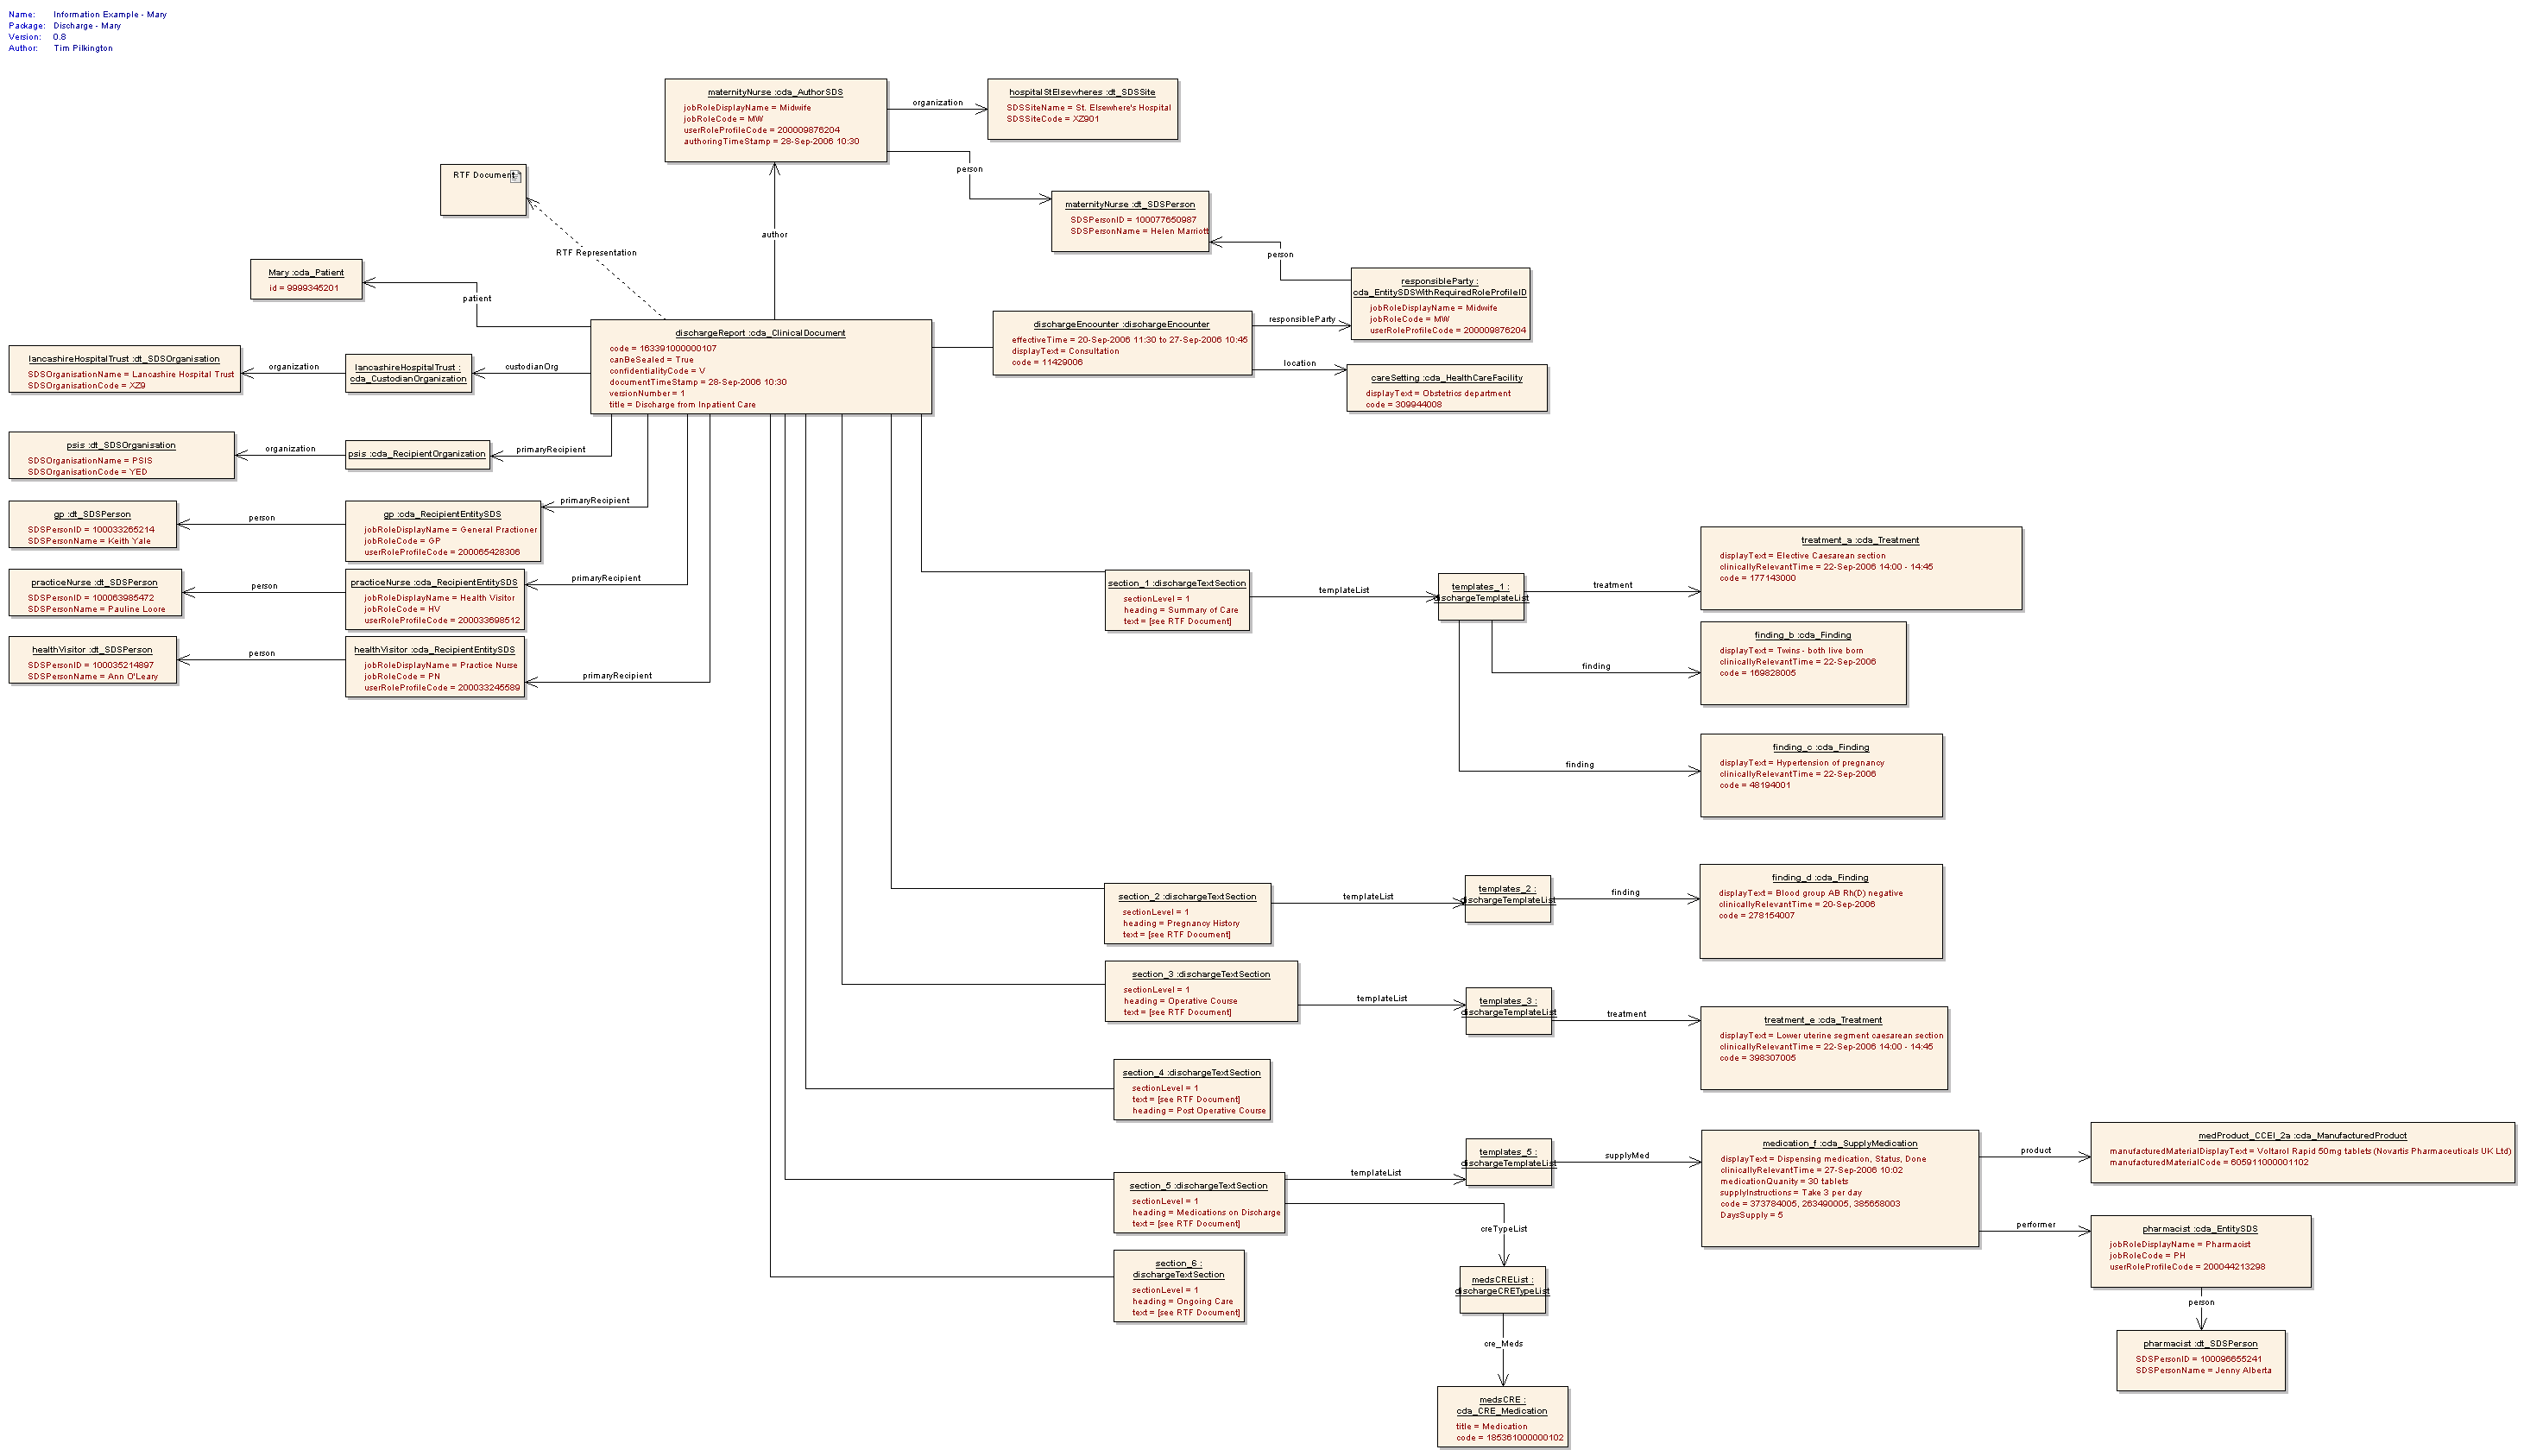 Name: Information Example - Mary
Package: Discharge - Mary
Version: 0.8
Author: Tim Pilkington
maternityNurse :cda_AuthorSDS
jobRoleDisplayName = Midwife
jobRoleCode = MW
userRoleProfileCode = 200009876204
authoringTimeStamp = 28-Sep-2006 10:30
organization
hospitalStElsewheres :dt_SDSSite
SDSSiteName = St. Elsewhere's Hospital
SDSSiteCode = XZ901
person
RTF Document
maternityNurse :dt_SDSPerson
SDSPersonID = 100077650987
SDSPersonName = Helen Marriott
author
RTF Representation
person
Mary :cda_Patient
id = 9999345201
patient
responsibleParty :
cda_EntitySDSWithRequiredRoleProfileID
jobRoleDisplayName = Midwife
jobRoleCode = MW
userRoleProfileCode = 200009876204
dischargeReport :cda_ClinicalDocument
code = 163391000000107
canBeSealed = True
confidentialityCode = V
documentTimeStamp = 28-Sep-2006 10:30
versionNumber = 1
title = Discharge from Inpatient Care
dischargeEncounter :dischargeEncounter
effectiveTime = 20-Sep-2006 11:30 to 27-Sep-2006 10:45
displayText = Consultation
code = 11429006
responsibleParty
location
careSetting :cda_HealthCareFacility
displayText = Obstetrics department
code = 309944008
lancashireHospitalTrust :dt_SDSOrganisation
SDSOrganisationName = Lancashire Hospital Trust
SDSOrganisationCode = XZ9
organization
lancashireHospitalTrust :
cda_CustodianOrganization
custodianOrg
psis :dt_SDSOrganisation
SDSOrganisationName = PSIS
SDSOrganisationCode = YED
organization
psis :cda_RecipientOrganization
primaryRecipient
gp :dt_SDSPerson
SDSPersonID = 100033265214
SDSPersonName = Keith Yale
person
gp :cda_RecipientEntitySDS
jobRoleDisplayName = General Practioner
jobRoleCode = GP
userRoleProfileCode = 200065428306
primaryRecipient
practiceNurse :dt_SDSPerson
SDSPersonID = 100063985472
SDSPersonName = Pauline Loore
person
practiceNurse :cda_RecipientEntitySDS
jobRoleDisplayName = Health Visitor
jobRoleCode = HV
userRoleProfileCode = 200033698512
primaryRecipient
healthVisitor :dt_SDSPerson
SDSPersonID = 100035214897
SDSPersonName = Ann O'Leary
person
healthVisitor :cda_RecipientEntitySDS
jobRoleDisplayName = Practice Nurse
jobRoleCode = PN
userRoleProfileCode = 200033245589
primaryRecipient
section_1 :dischargeTextSection
sectionLevel = 1
heading = Summary of Care
text = [see RTF Document]
templateList
templates_1 :
dischargeTemplateList
treatment
treatment_a :cda_Treatment
displayText = Elective Caesarean section
clinicallyRelevantTime = 22-Sep-2006 14:00 - 14:45
code = 177143000
finding
finding_b :cda_Finding
displayText = Twins - both live born
clinicallyRelevantTime = 22-Sep-2006
code = 169828005
finding
finding_c :cda_Finding
displayText = Hypertension of pregnancy
clinicallyRelevantTime = 22-Sep-2006
code = 48194001
section_2 :dischargeTextSection
sectionLevel = 1
heading = Pregnancy History
text = [see RTF Document]
templateList
templates_2 :
dischargeTemplateList
finding
finding_d :cda_Finding
displayText = Blood group AB Rh(D) negative
clinicallyRelevantTime = 20-Sep-2006
code = 278154007
section_3 :dischargeTextSection
sectionLevel = 1
heading = Operative Course
text = [see RTF Document]
templateList
templates_3 :
dischargeTemplateList
treatment
treatment_e :cda_Treatment
displayText = Lower uterine segment caesarean section
clinicallyRelevantTime = 22-Sep-2006 14:00 - 14:45
code = 398307005
section_4 :dischargeTextSection
sectionLevel = 1
text = [see RTF Document]
heading = Post Operative Course
section_5 :dischargeTextSection
sectionLevel = 1
heading = Medications on Discharge
text = [see RTF Document]
templateList
templates_5 :
dischargeTemplateList
supplyMed
medication_f :cda_SupplyMedication
displayText = Dispensing medication, Status, Done
clinicallyRelevantTime = 27-Sep-2006 10:02
medicationQuanity = 30 tablets
supplyInstructions = Take 3 per day
code = 373784005, 263490005, 385658003
DaysSupply = 5
product
medProduct_CCEI_2a :cda_ManufacturedProduct
manufacturedMaterialDisplayText = Voltarol Rapid 50mg tablets (Novartis Pharmaceuticals UK Ltd)
manufacturedMaterialCode = 605911000001102
performer
pharmacist :cda_EntitySDS
jobRoleDisplayName = Pharmacist
jobRoleCode = PH
userRoleProfileCode = 200044213298
person
pharmacist :dt_SDSPerson
SDSPersonID = 100096655241
SDSPersonName = Jenny Alberta
creTypeList
medsCREList :
dischargeCRETypeList
cre_Meds
medsCRE :
cda_CRE_Medication
title = Medication
code = 185361000000102
section_6 :
dischargeTextSection
sectionLevel = 1
heading = Ongoing Care
text = [see RTF Document]